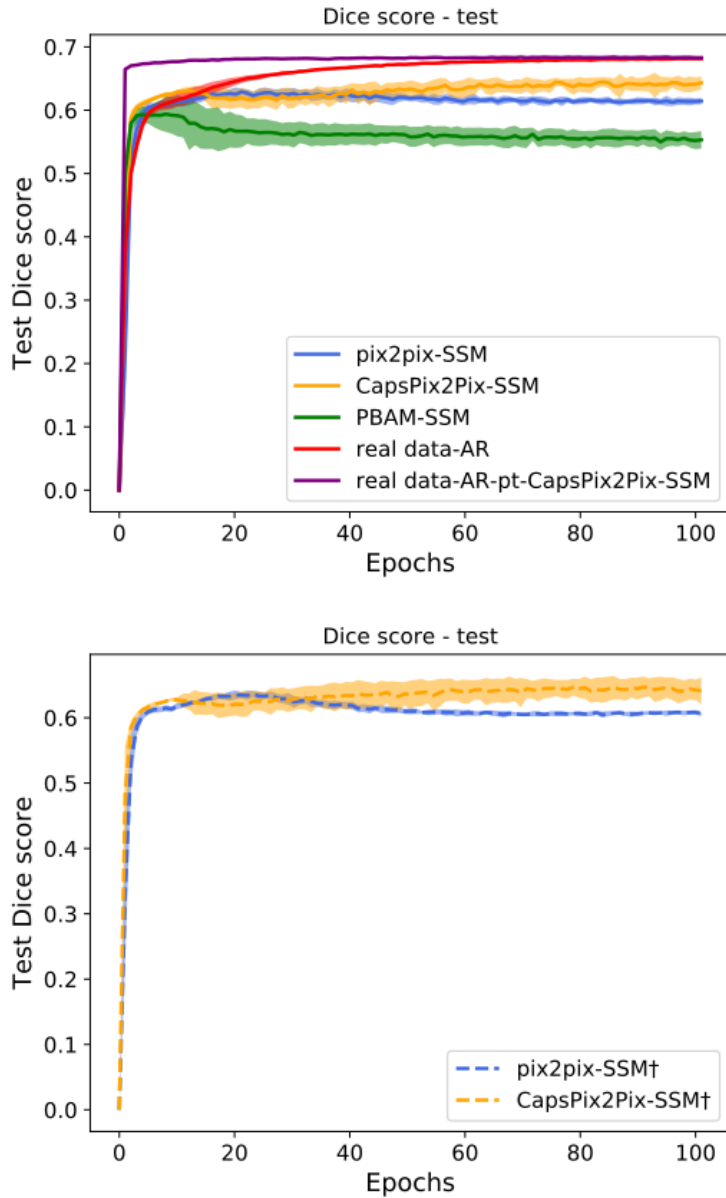 Dice score - test
0.7
0.6
0.5
0.4
0.3
0.2
0.1
0.0
Test Dice score
pix2pix-SSM
CapsPix2Pix-SSM
PBAM-SSM
real data-AR
real data-AR-pt-CapsPix2Pix-SSM
0 20 40 60 80 100
Epochs
Dice score - test
0.6
0.5
0.4
0.3
0.2
0.1
0.0
Test Dice score
pix2pix-SSM†
CapsPix2Pix-SSM†
0 20 40 60 80 100
Epochs